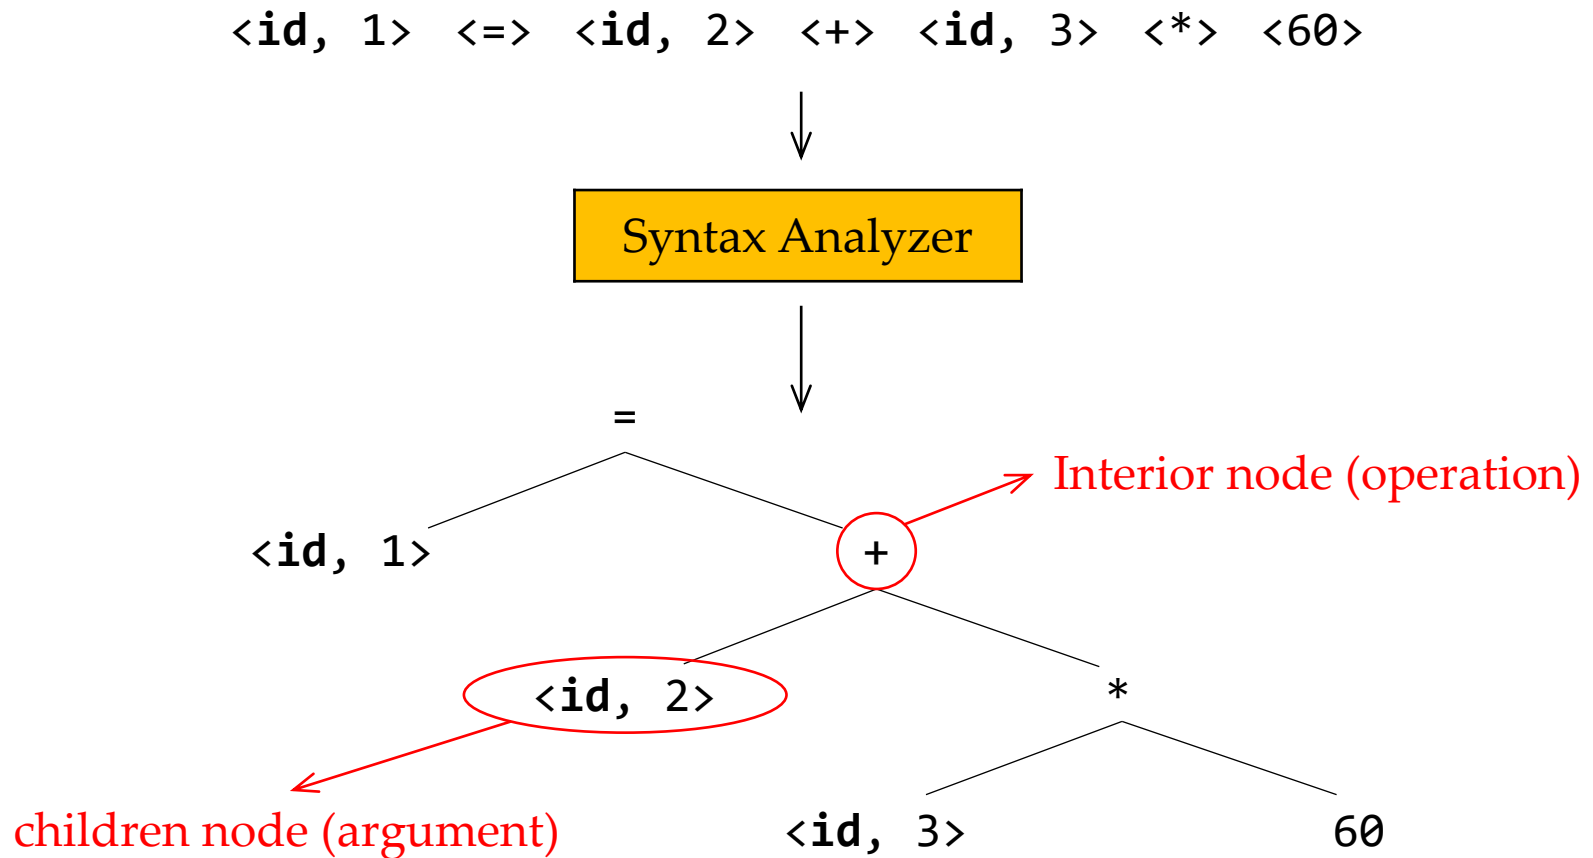 <id, 1> <=> <id, 2> <+> <id, 3> <*> <60>
Syntax Analyzer
=
Interior node (operation)
<id, 1>
+
<id, 2>
*
children node (argument)
<id, 3>
60